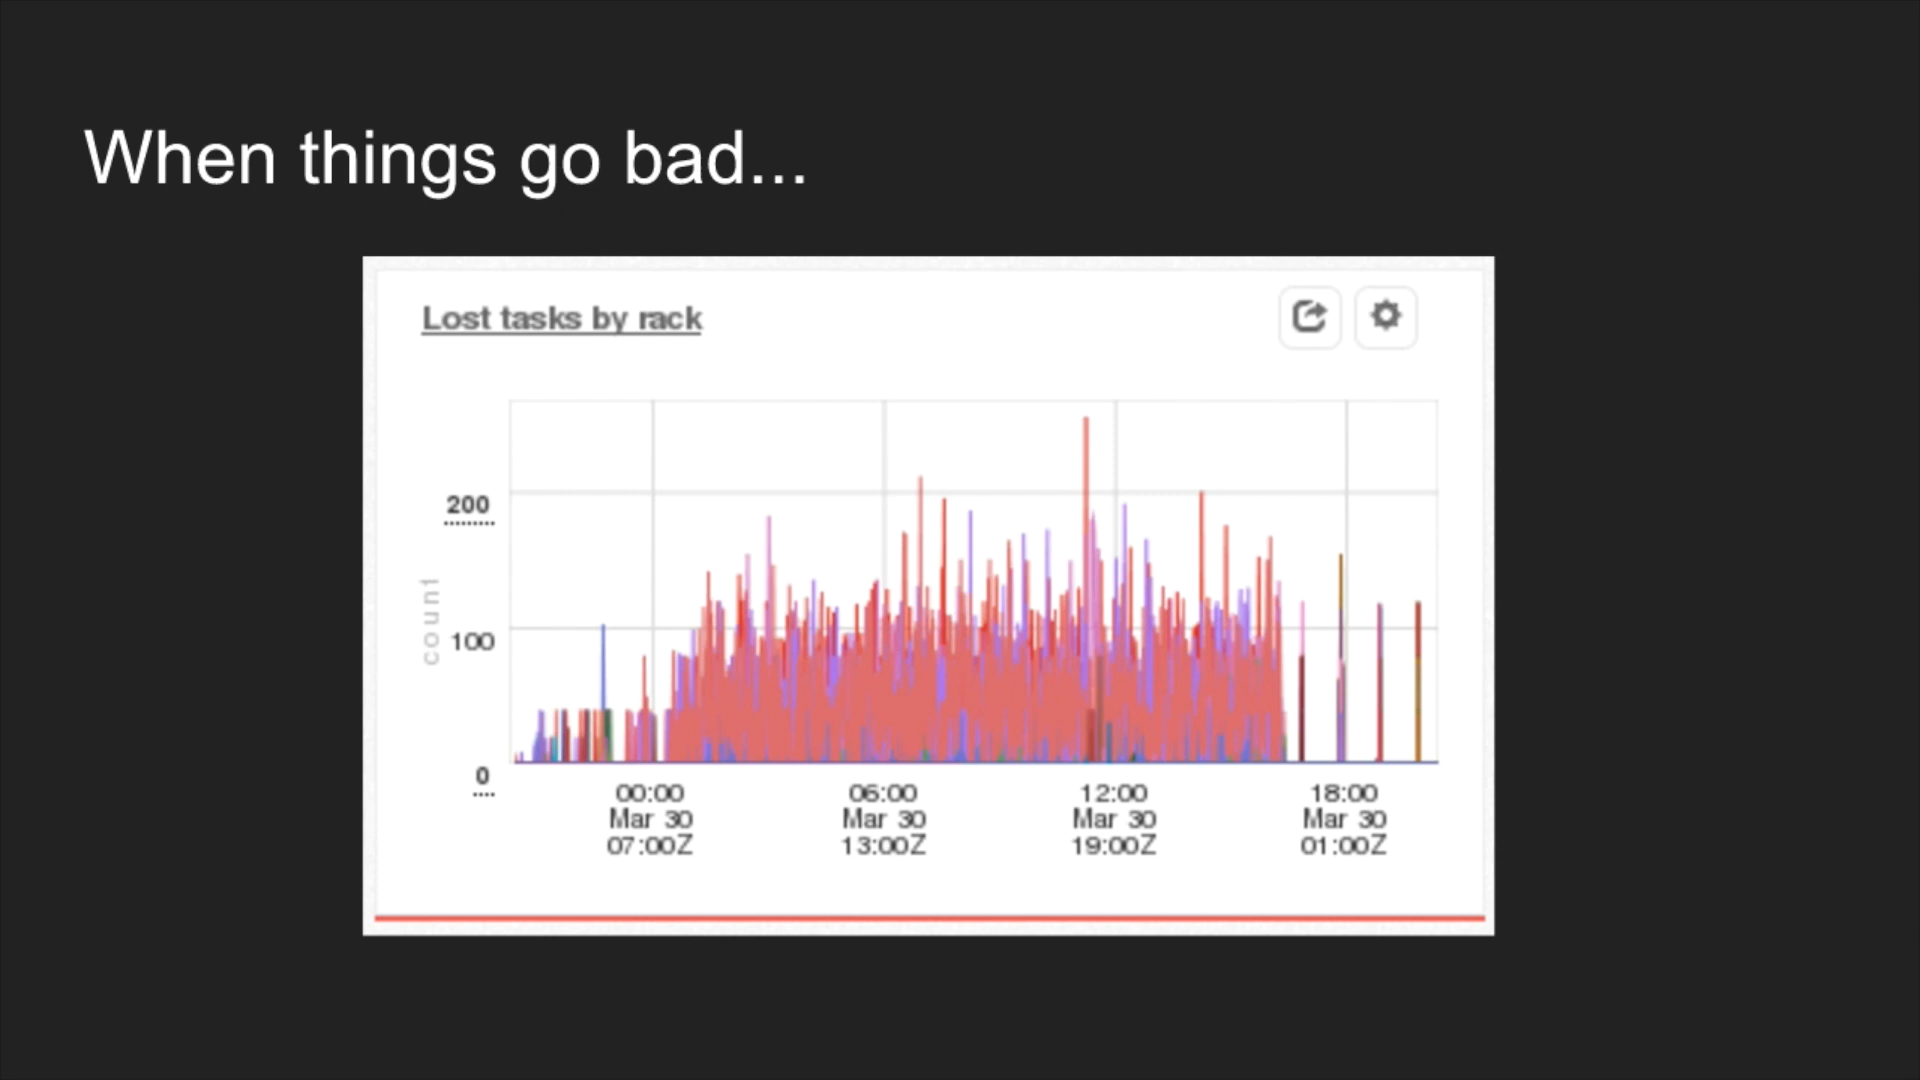 When things go bad...
Lost tasks by rack
200
count
100
0
00:00 06:00 12:00 18:00
Mar 30 Mar 30 Mar 30 Mar 30
07:00Z 13:00Z 19:00Z 01:00Z